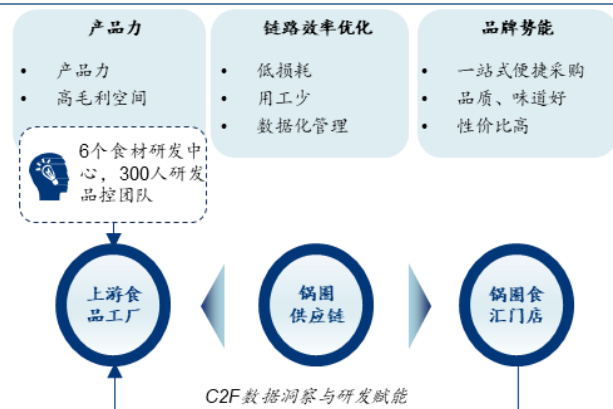 产品力
• 产品力
• 高毛利空间
链路效率优化
• 低损耗
• 用工少
• 数据化管理
品牌势能
• 一站式便捷采购
• 品质、味道好
• 性价比高
6个食材研发中
心，300人研发
品控团队
上游食
品工厂
锅圈
供应链
锅圈食
汇门店
C2F数据洞察与研发赋能